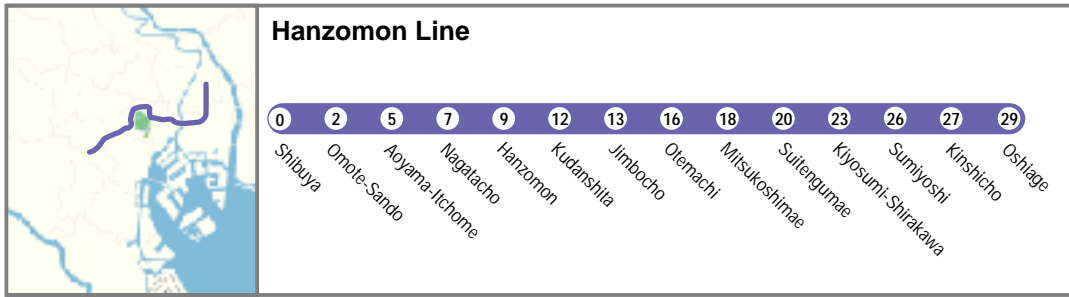 Hanzomon Line
0 2 5 7 9 12 13 16 18 20 23 26 27 29
Shibuya
Omote-Sando
Aoyama-Itchome
Nagatacho
Hanzomon
Kudanshita
Jimbocho
Otemachi
Mitsukoshimae
Suitengumae
Kiyosumi-Shirakawa
Sumiyoshi
Kinshicho
Oshiage